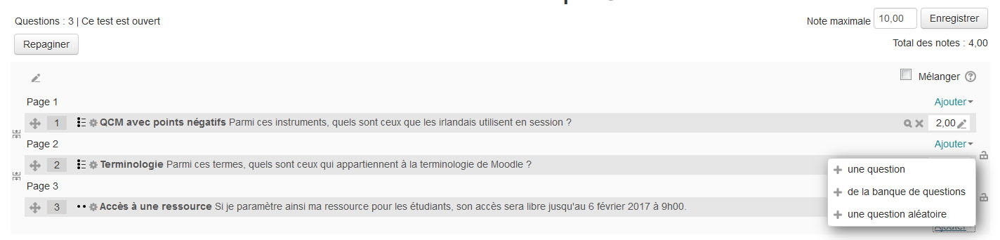 Questions : 3 | Ce test est ouvert
Note maximale 10,00 Enregistrer
Repaginer
Total des notes : 4,00
Mélanger
Page 1
Ajouter
1 QCM avec points négatifs Parmi ces instruments, quels sont ceux que les irlandais utilisent en session ? 2,00
Page 2
Ajouter
2 Terminologie Parmi ces termes, quels sont ceux qui appartiennent à la terminologie de Moodle ?
une question
Page 3
de la banque de questions
3 Accès à une ressource Si je paramètre ainsi ma ressource pour les étudiants, son accès sera libre jusqu'au 6 février 2017 à 9h00.
une question aléatoire
Ajouter